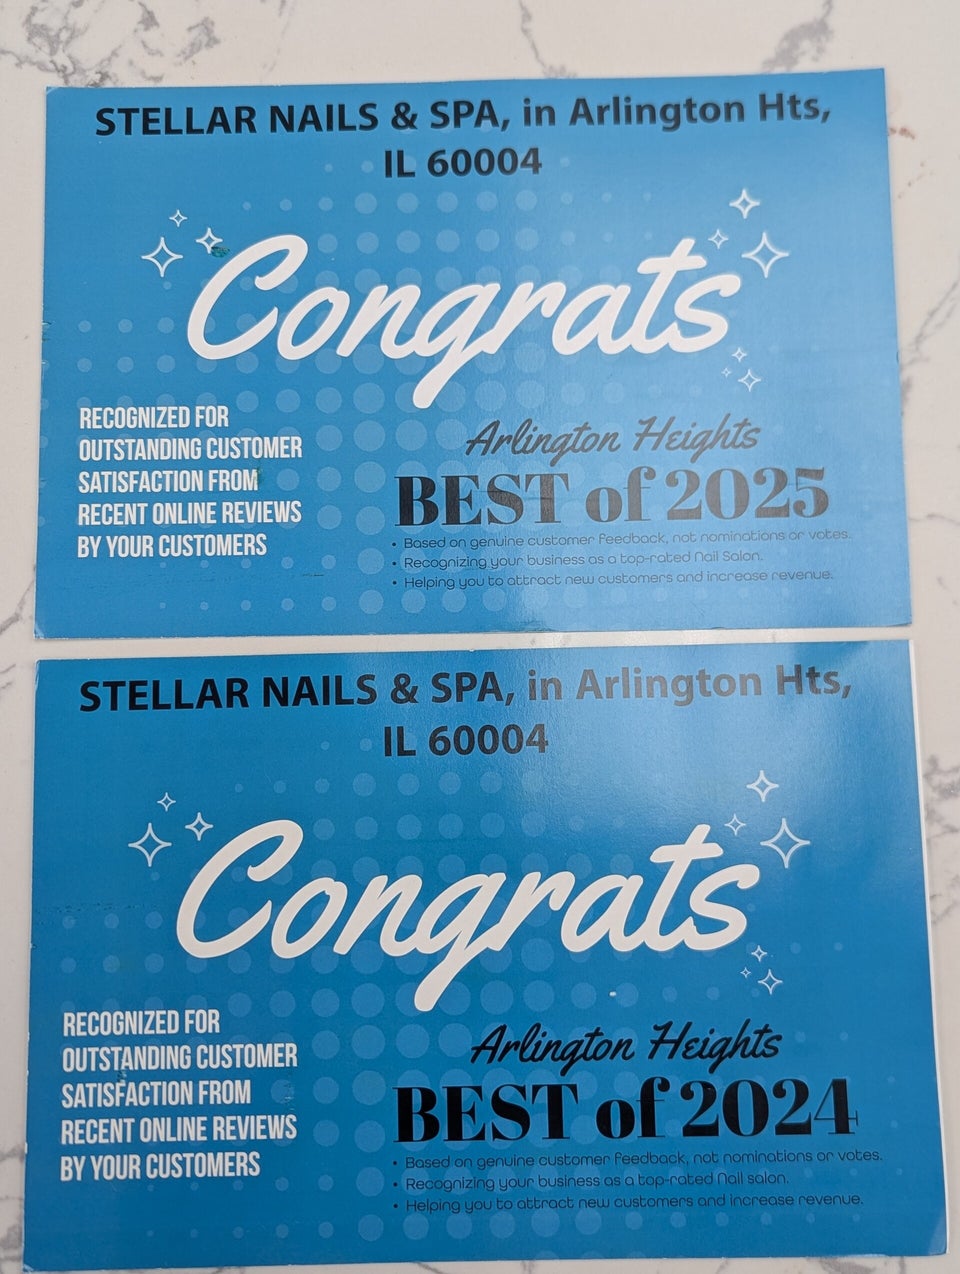 STELLAR NAILS & SPA, in Arlington Hts,
IL 60004
Congrats
RECOGNIZED FOR
OUTSTANDING CUSTOMER
SATISFACTION FROM
RECENT ONLINE REVIEWS
BY YOUR CUSTOMERS
Arlington Heights
BEST of 2025
• Based on genuine customer feedback, not nominations or votes.
• Recognizing your business as a top-rated Nail Salon.
• Helping you to attract new customers and increase revenue.
STELLAR NAILS & SPA, in Arlington Hts,
IL 60004
Congrats
RECOGNIZED FOR
OUTSTANDING CUSTOMER
SATISFACTION FROM
RECENT ONLINE REVIEWS
BY YOUR CUSTOMERS
Arlington Heights
BEST of 2024
• Based on genuine customer feedback, not nominations or votes.
• Recognizing your business as a top-rated Nail salon.
• Helping you to attract new customers and increase revenue.